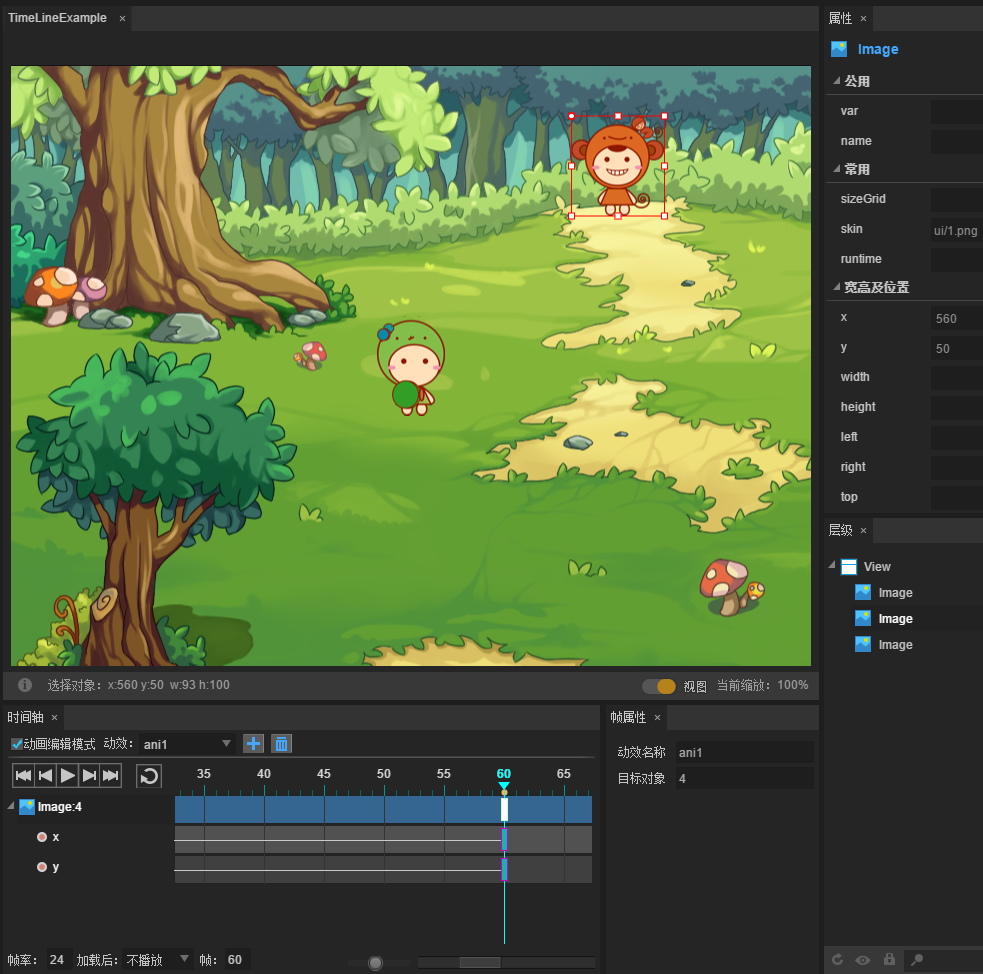 TimeLineExample ×
属性 ×
Image
公用
var
name
常用
sizeGrid
skin ui/1.png
runtime
宽高及位置
x 560
y 50
width
height
left
right
top
层级 ×
View
Image
Image
Image
选择对象: x:560 y:50 w:93 h:100
视图 当前缩放: 100%
时间轴 ×
动画编辑模式 动效: ani1
35 40 45 50 55 60 65
Image:4
x
y
帧率: 24 加载后: 不播放 帧: 60
帧属性 ×
动效名称 ani1
目标对象 4